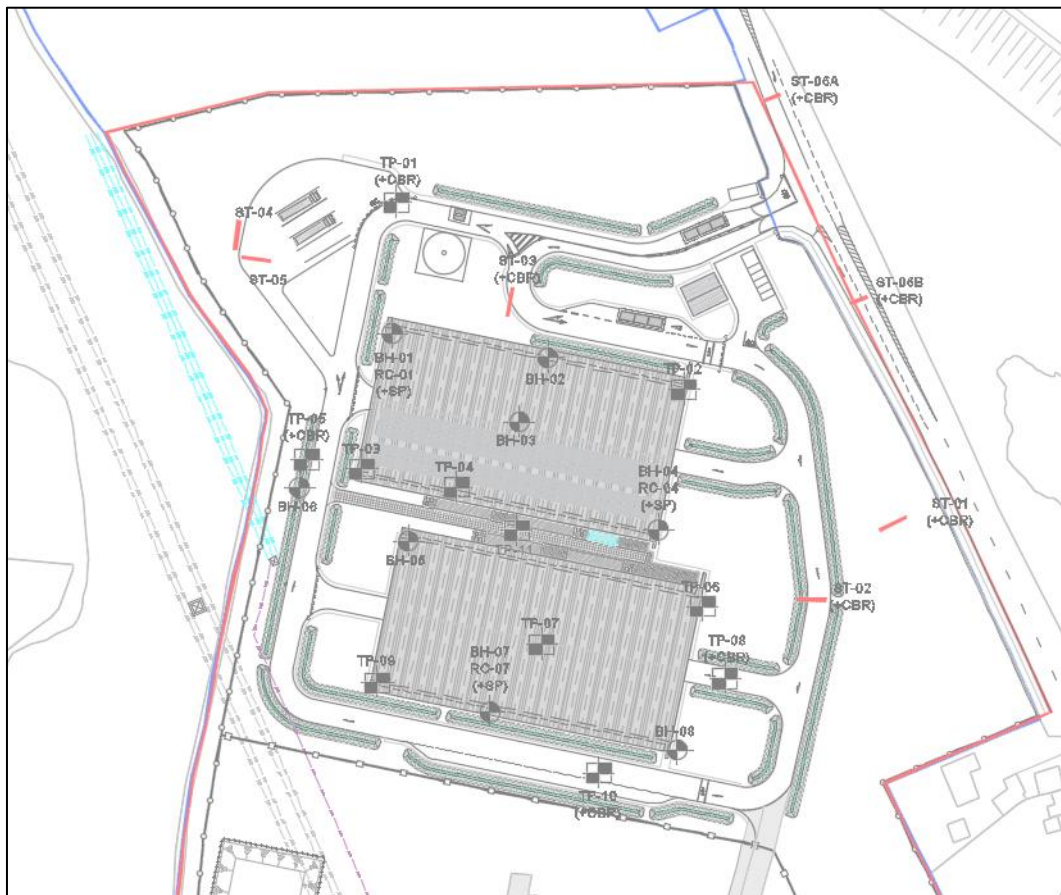 ST-06A
(+CBR)
TP-01
(+CBR)
ST-04
ST-05
ST-03
(+CBR)
ST-06B
(+CBR)
BH-01
RC-01
(+SP)
BH-02
TP-02
BH-03
TP-05
(+CBR)
TP-03
TP-04
BH-04
RC-04
(+SP)
BH-06
ST-01
(+CBR)
TP-11
BH-05
TP-06
ST-02
(+CBR)
TP-07
TP-08
(+CBR)
BH-07
RC-07
(+SP)
TP-09
BH-08
TP-10
(+CBR)